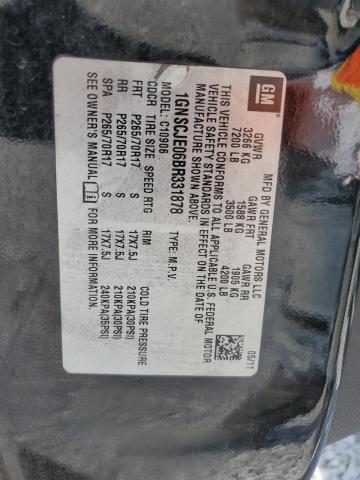 GM
MFD BY GENERAL MOTORS LLC
05/11
GVWR GAWR FRT GAWR RR
3266 KG 1588 KG 1905 KG
7200 LB 3500 LB 4200 LB
THIS VEHICLE CONFORMS TO ALL APPLICABLE U.S. FEDERAL MOTOR
VEHICLE SAFETY STANDARDS IN EFFECT ON THE DATE OF
MANUFACTURE SHOWN ABOVE.
1GNSCJE06BR331878 TYPE: M.P.V.
MODEL: C10906
CDCR TIRE SIZE SPEED RTG RIM COLD TIRE PRESSURE
FRT P265/70R17 S 17X7.5J 210KPA(30PSI)
RR P265/70R17 S 17X7.5J 210KPA(30PSI)
SPA P265/70R17 S 17X7.5J 240KPA(35PSI)
SEE OWNER'S MANUAL